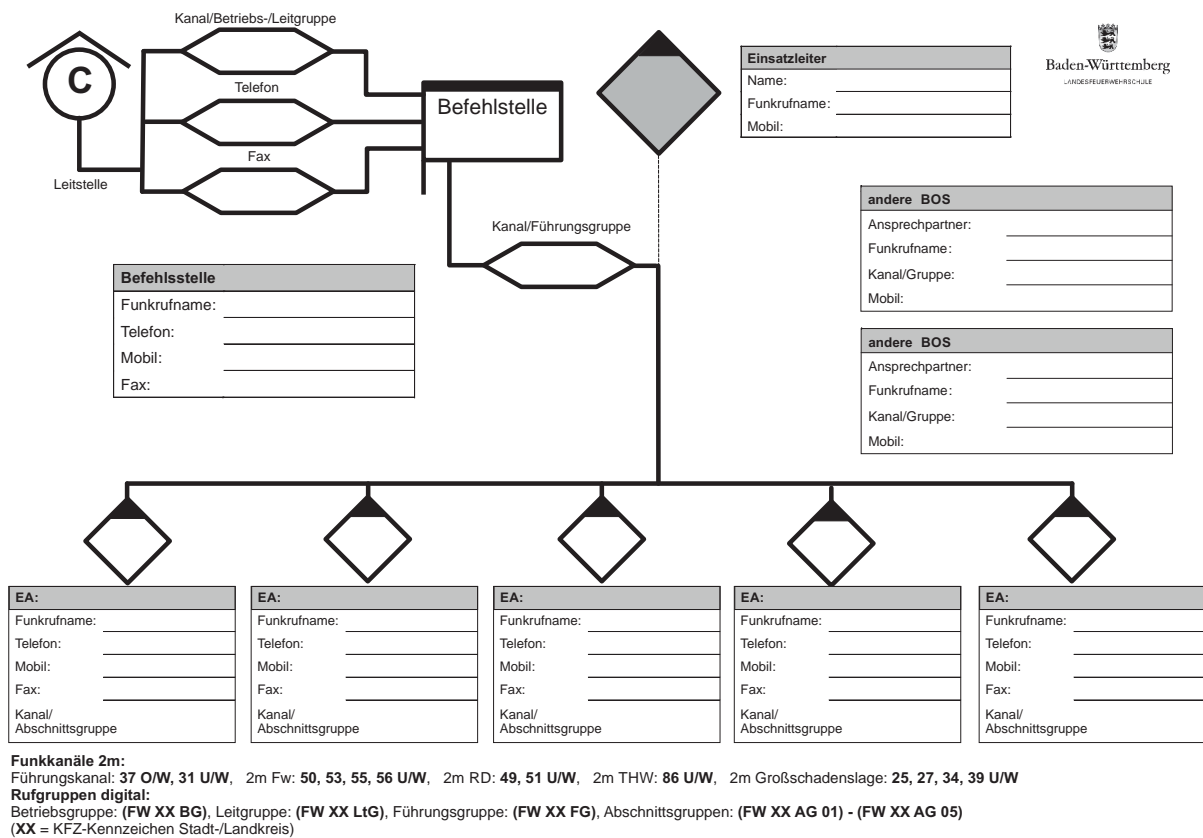 Kanal/Betriebs-/Leitgruppe
C
Telefon
Befehlstelle
Fax
Leitstelle
Einsatzleiter
Name:
Funkrufname:
Mobil:
Baden-Württemberg
LANDESFEUERWEHRSCHULE
andere BOS
Ansprechpartner:
Funkrufname:
Kanal/Gruppe:
Mobil:
Kanal/Führungsgruppe
Befehlsstelle
Funkrufname:
Telefon:
Mobil:
Fax:
andere BOS
Ansprechpartner:
Funkrufname:
Kanal/Gruppe:
Mobil:
EA:
Funkrufname:
Telefon:
Mobil:
Fax:
Kanal/
Abschnittsgruppe
EA:
Funkrufname:
Telefon:
Mobil:
Fax:
Kanal/
Abschnittsgruppe
EA:
Funkrufname:
Telefon:
Mobil:
Fax:
Kanal/
Abschnittsgruppe
EA:
Funkrufname:
Telefon:
Mobil:
Fax:
Kanal/
Abschnittsgruppe
EA:
Funkrufname:
Telefon:
Mobil:
Fax:
Kanal/
Abschnittsgruppe
Funkkanäle 2m:
Führungskanal: 37 O/W, 31 U/W, 2m Fw: 50, 53, 55, 56 U/W, 2m RD: 49, 51 U/W, 2m THW: 86 U/W, 2m Großschadenslage: 25, 27, 34, 39 U/W
Rufgruppen digital:
Betriebsgruppe: (FW XX BG), Leitgruppe: (FW XX LtG), Führungsgruppe: (FW XX FG), Abschnittsgruppen: (FW XX AG 01) - (FW XX AG 05)
(XX = KFZ-Kennzeichen Stadt-/Landkreis)